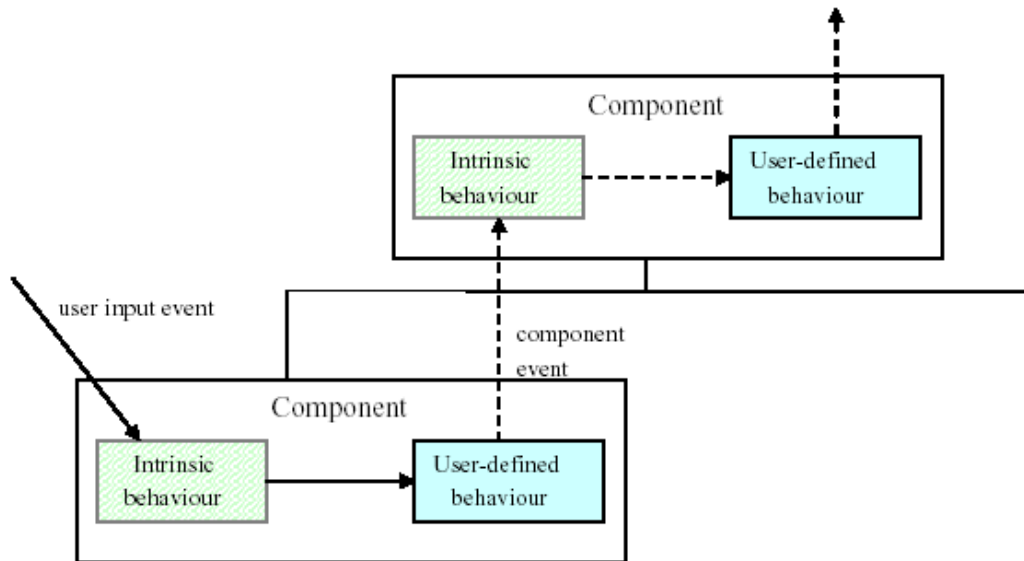 Component
Intrinsic
behaviour
User-defined
behaviour
user input event
component
event
Component
Intrinsic
behaviour
User-defined
behaviour